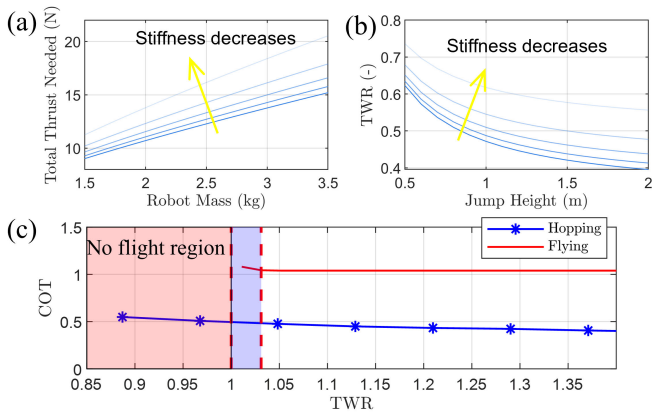 (a)
Total Thrust Needed (N)
20
15
10
Stiffness decreases
1.5
2
2.5
3
3.5
Robot Mass (kg)
(b)
TWR (-)
0.8
0.7
0.6
0.5
0.4
Stiffness decreases
0.5
1
1.5
2
Jump Height (m)
(c)
COT
1.5
1
0.5
0
No flight region
Hopping
Flying
0.85
0.9
0.95
1
1.05
1.1
1.15
1.2
1.25
1.3
1.35
TWR